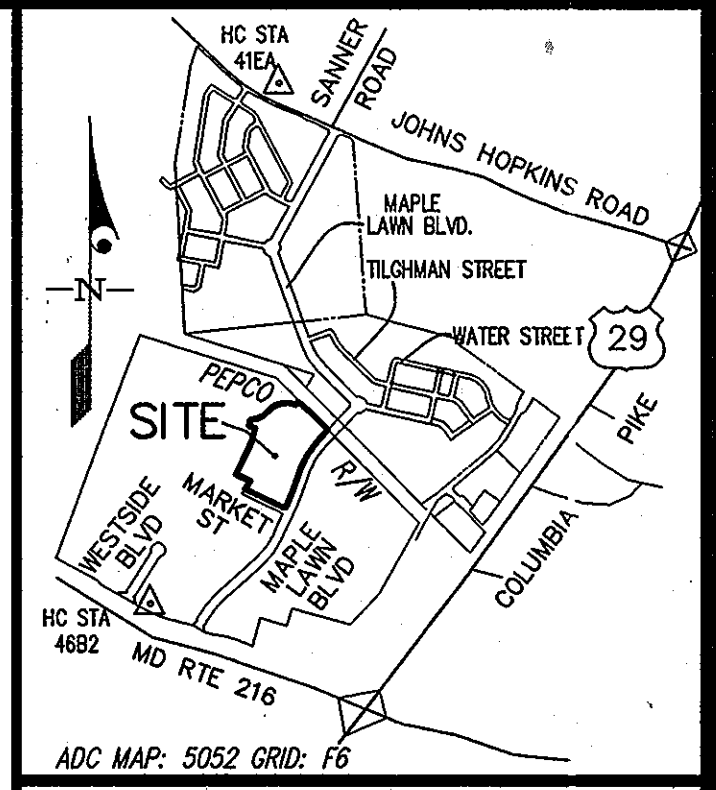 HC STA
41EA
SANNER
ROAD
JOHNS HOPKINS ROAD
MAPLE
LAWN BLVD.
TILGHMAN STREET
N
WATER STREET
29
PEPCO
SITE
PIKE
R/W
MARKET
ST
WESTSIDE
BLVD
MAPLE
LAWN
BLVD
COLUMBIA
HC STA
46B2
MD RTE 216
ADC MAP: 5052 GRID: F6